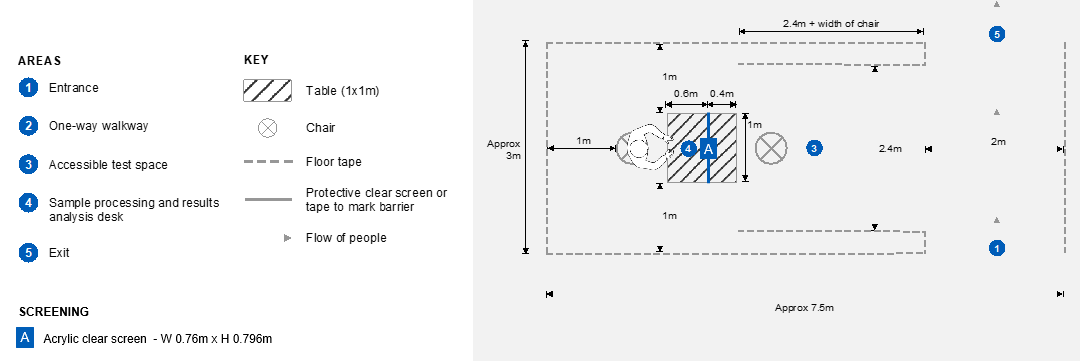 AREAS
1 Entrance
2 One-way walkway
3 Accessible test space
4 Sample processing and results
analysis desk
5 Exit
KEY
Table (1x1m)
Chair
Floor tape
Protective clear screen or
tape to mark barrier
Flow of people
SCREENING
A Acrylic clear screen - W 0.76m x H 0.796m
2.4m + width of chair
5
1m
0.6m 0.4m
1m
Approx
3m
1m
4 A
3
2.4m
2m
1m
1
Approx 7.5m